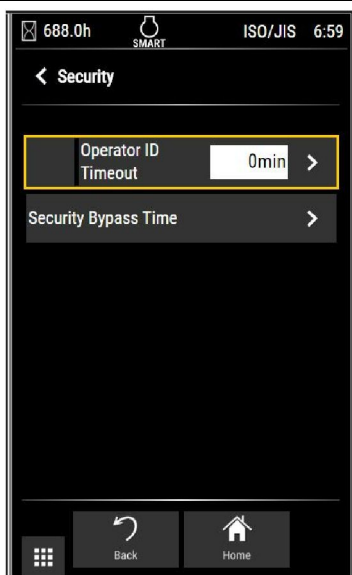 688.0h SMART ISO/JIS 6:59
Security
Operator ID
Timeout
0min
Security Bypass Time
Back
Home